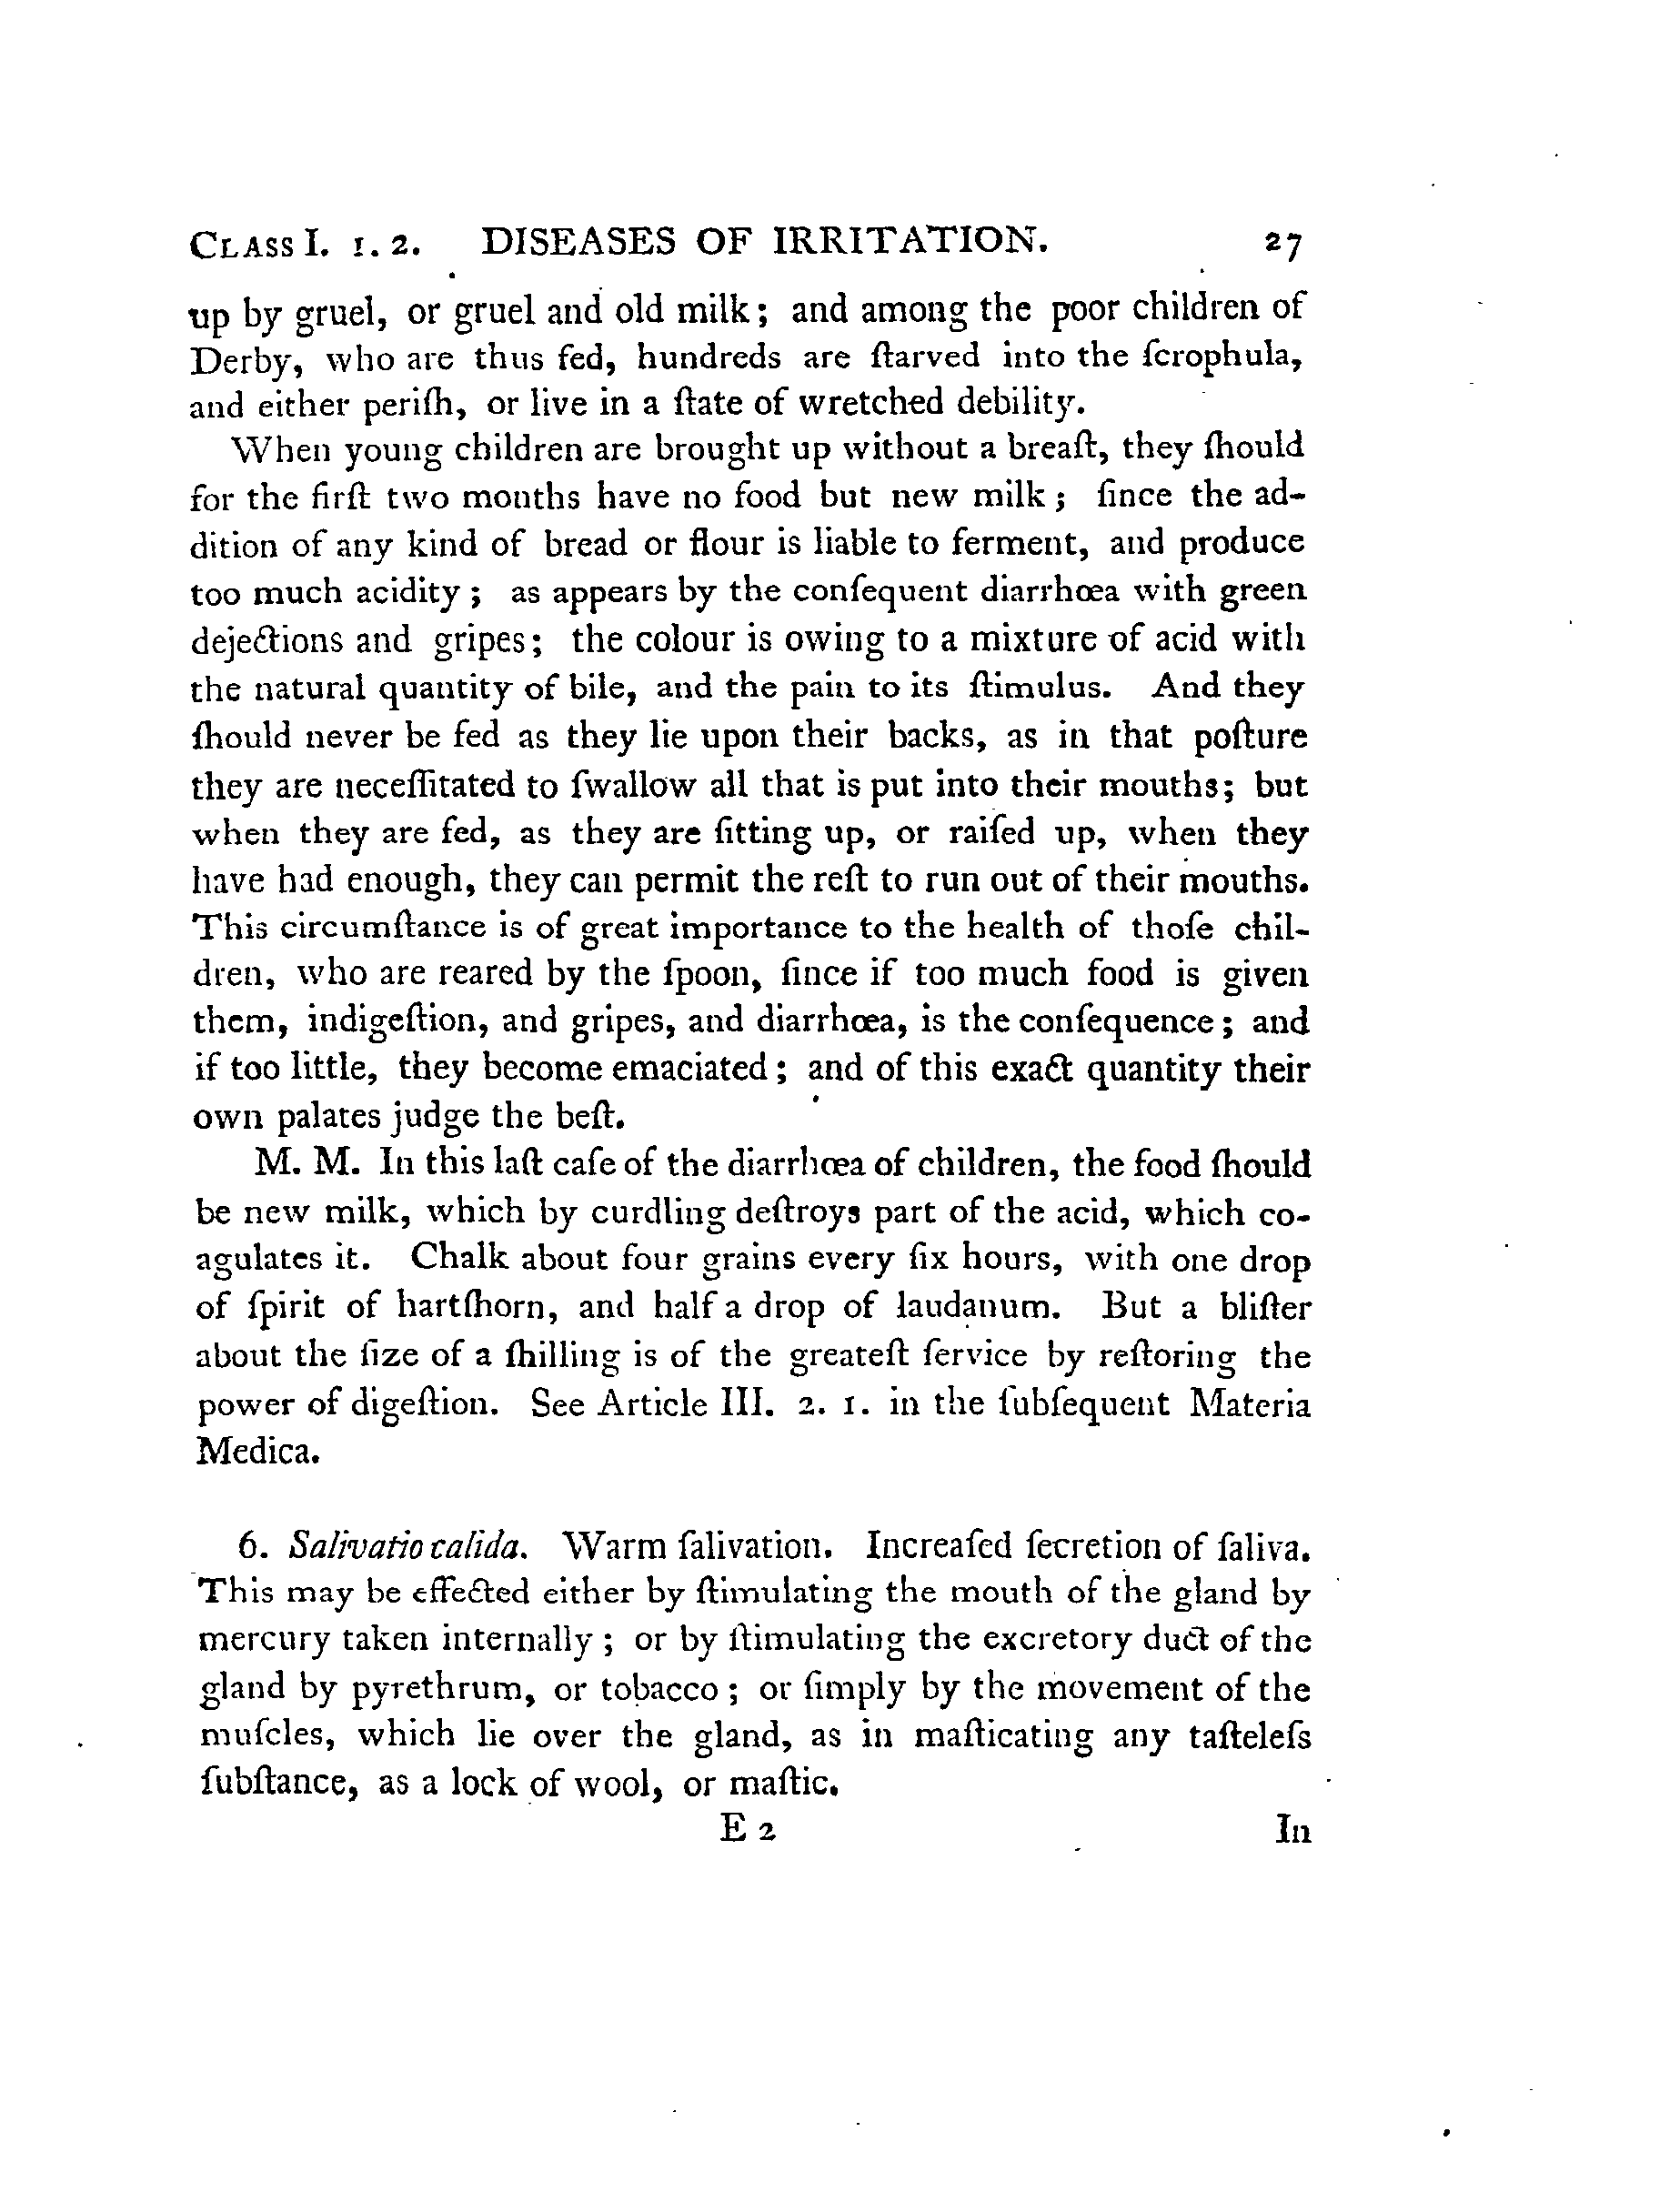 CLASS I. 1. 2. DISEASES OF IRRITATION. 27
up by gruel, or gruel and old milk; and among the poor children of
Derby, who are thus fed, hundreds are ſtarved into the ſcrophula,
and either periſh, or live in a ſtate of wretched debility.
When young children are brought up without a breaſt, they ſhould
for the firſt two months have no food but new milk; ſince the ad-
dition of any kind of bread or flour is liable to ferment, and produce
too much acidity; as appears by the conſequent diarrhœa with green
dejections and gripes; the colour is owing to a mixture of acid with
the natural quantity of bile, and the pain to its ſtimulus. And they
ſhould never be fed as they lie upon their backs, as in that poſture
they are neceſſitated to ſwallow all that is put into their mouths; but
when they are fed, as they are ſitting up, or raiſed up, when they
have had enough, they can permit the reſt to run out of their mouths.
This circumſtance is of great importance to the health of thoſe chil-
dren, who are reared by the ſpoon, ſince if too much food is given
them, indigeſtion, and gripes, and diarrhœa, is the conſequence; and
if too little, they become emaciated; and of this exact quantity their
own palates judge the beſt.
M. M. In this laſt caſe of the diarrhœa of children, the food ſhould
be new milk, which by curdling deſtroys part of the acid, which co-
agulates it. Chalk about four grains every ſix hours, with one drop
of ſpirit of hartſhorn, and half a drop of laudanum. But a bliſter
about the ſize of a ſhilling is of the greateſt ſervice by reſtoring the
power of digeſtion. See Article III. 2. 1. in the ſubſequent Materia
Medica.
6. Salivatio calida. Warm ſalivation. Increaſed ſecretion of ſaliva.
This may be effected either by ſtimulating the mouth of the gland by
mercury taken internally; or by ſtimulating the excretory duct of the
gland by pyrethrum, or tobacco; or ſimply by the movement of the
muſcles, which lie over the gland, as in maſticating any taſteleſs
ſubſtance, as a lock of wool, or maſtic.
E 2 In